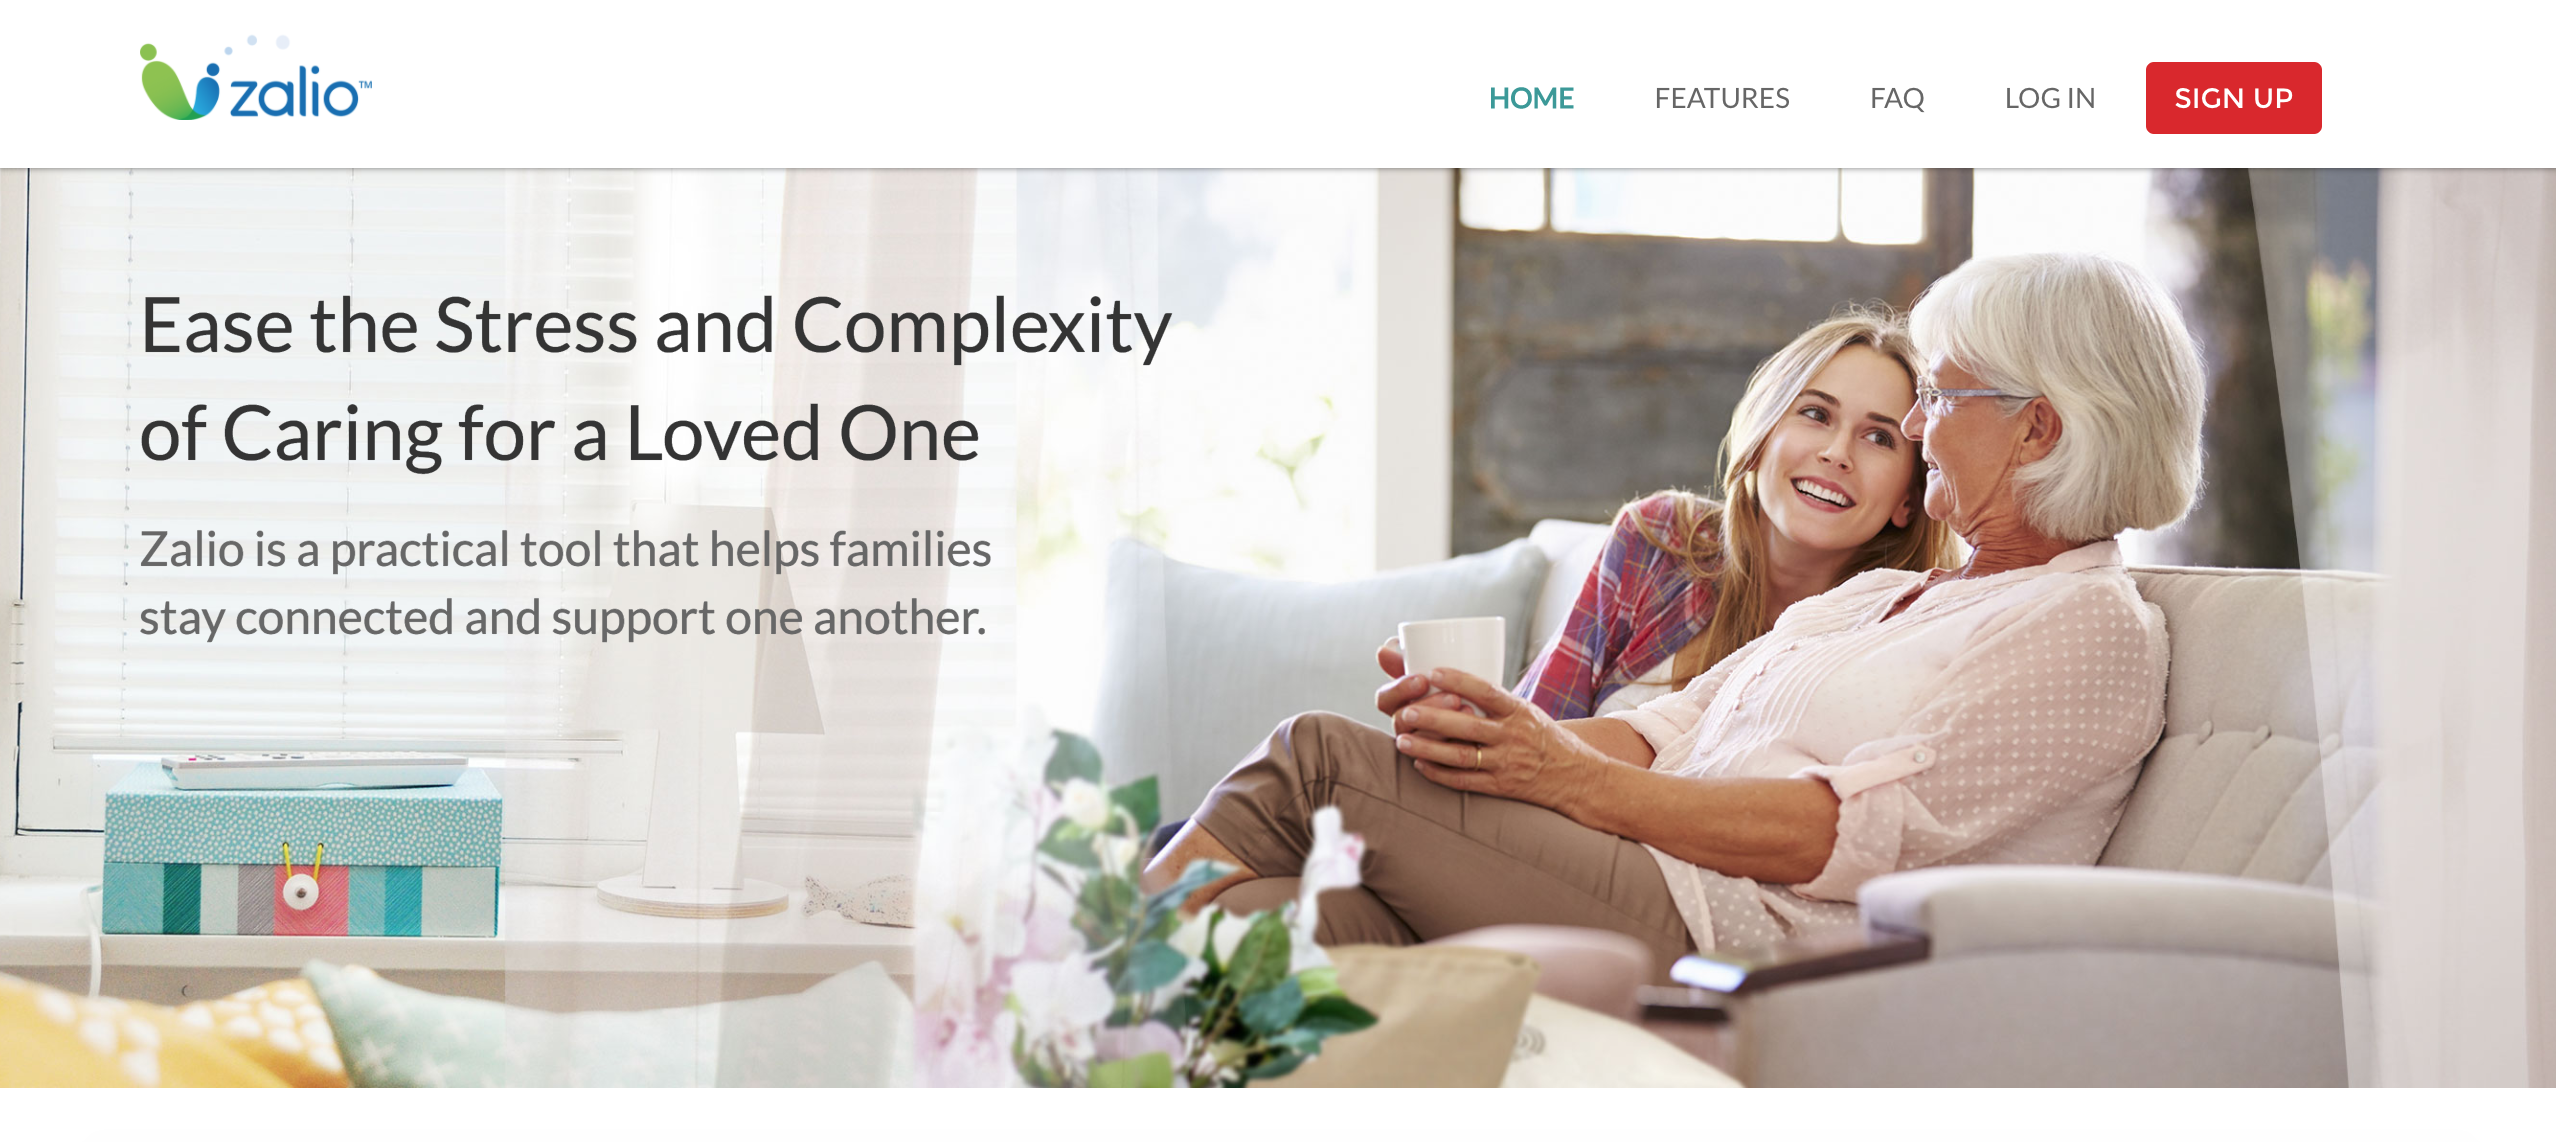 zalio™
HOME FEATURES FAQ LOG IN SIGN UP
Ease the Stress and Complexity
of Caring for a Loved One
Zalio is a practical tool that helps families
stay connected and support one another.